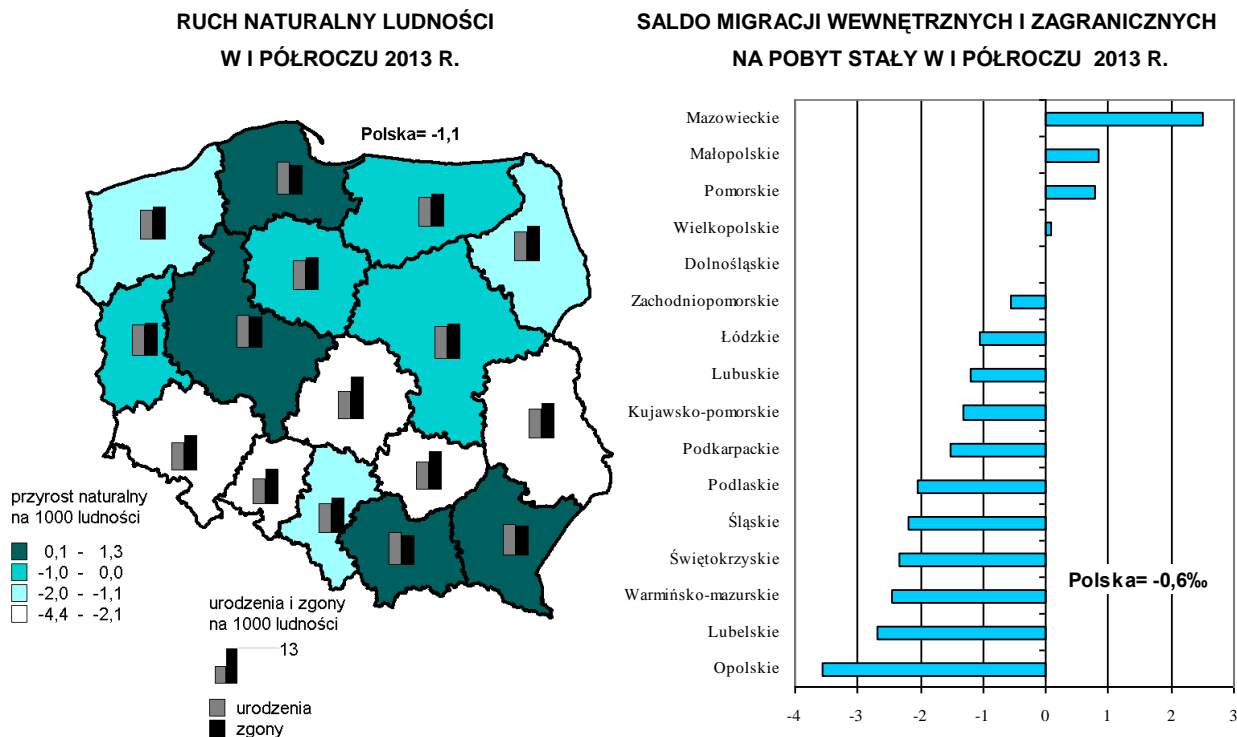 RUCH NATURALNY LUDNOŚCI
W I PÓŁROCZU 2013 R.
Polska= -1,1
przyrost naturalny
na 1000 ludności
0,1 - 1,3
-1,0 - 0,0
-2,0 - -1,1
-4,4 - -2,1
urodzenia i zgony
na 1000 ludności
13
urodzenia
zgony
SALDO MIGRACJI WEWNĘTRZNYCH I ZAGRANICZNYCH
NA POBYT STAŁY W I PÓŁROCZU 2013 R.
Mazowieckie
Małopolskie
Pomorskie
Wielkopolskie
Dolnośląskie
Zachodniopomorskie
Łódzkie
Lubuskie
Kujawsko-pomorskie
Podkarpackie
Podlaskie
Śląskie
Świętokrzyskie
Warmińsko-mazurskie
Lubelskie
Opolskie
Polska= -0,6‰
-4 -3 -2 -1 0 1 2 3